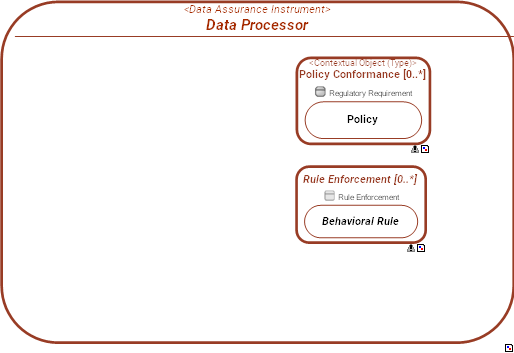 <Data Assurance Instrument>
Data Processor
<Contextual Object (Type)>
Policy Conformance [0..*]
Regulatory Requirement
Policy
Rule Enforcement [0..*]
Rule Enforcement
Behavioral Rule